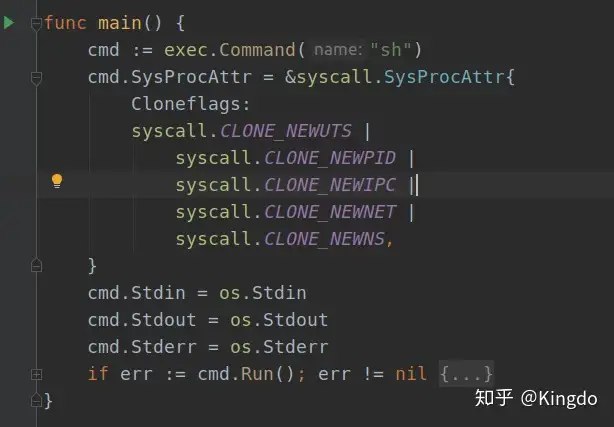 func main() {
    cmd := exec.Command( name: "sh")
    cmd.SysProcAttr = &syscall.SysProcAttr{
        Cloneflags:
        syscall.CLONE_NEWUTS |
            syscall.CLONE_NEWPID |
            syscall.CLONE_NEWIPC |
            syscall.CLONE_NEWNET |
            syscall.CLONE_NEWNS,
    }
    cmd.Stdin = os.Stdin
    cmd.Stdout = os.Stdout
    cmd.Stderr = os.Stderr
    if err := cmd.Run(); err != nil {...}
}
知乎 @Kingdo